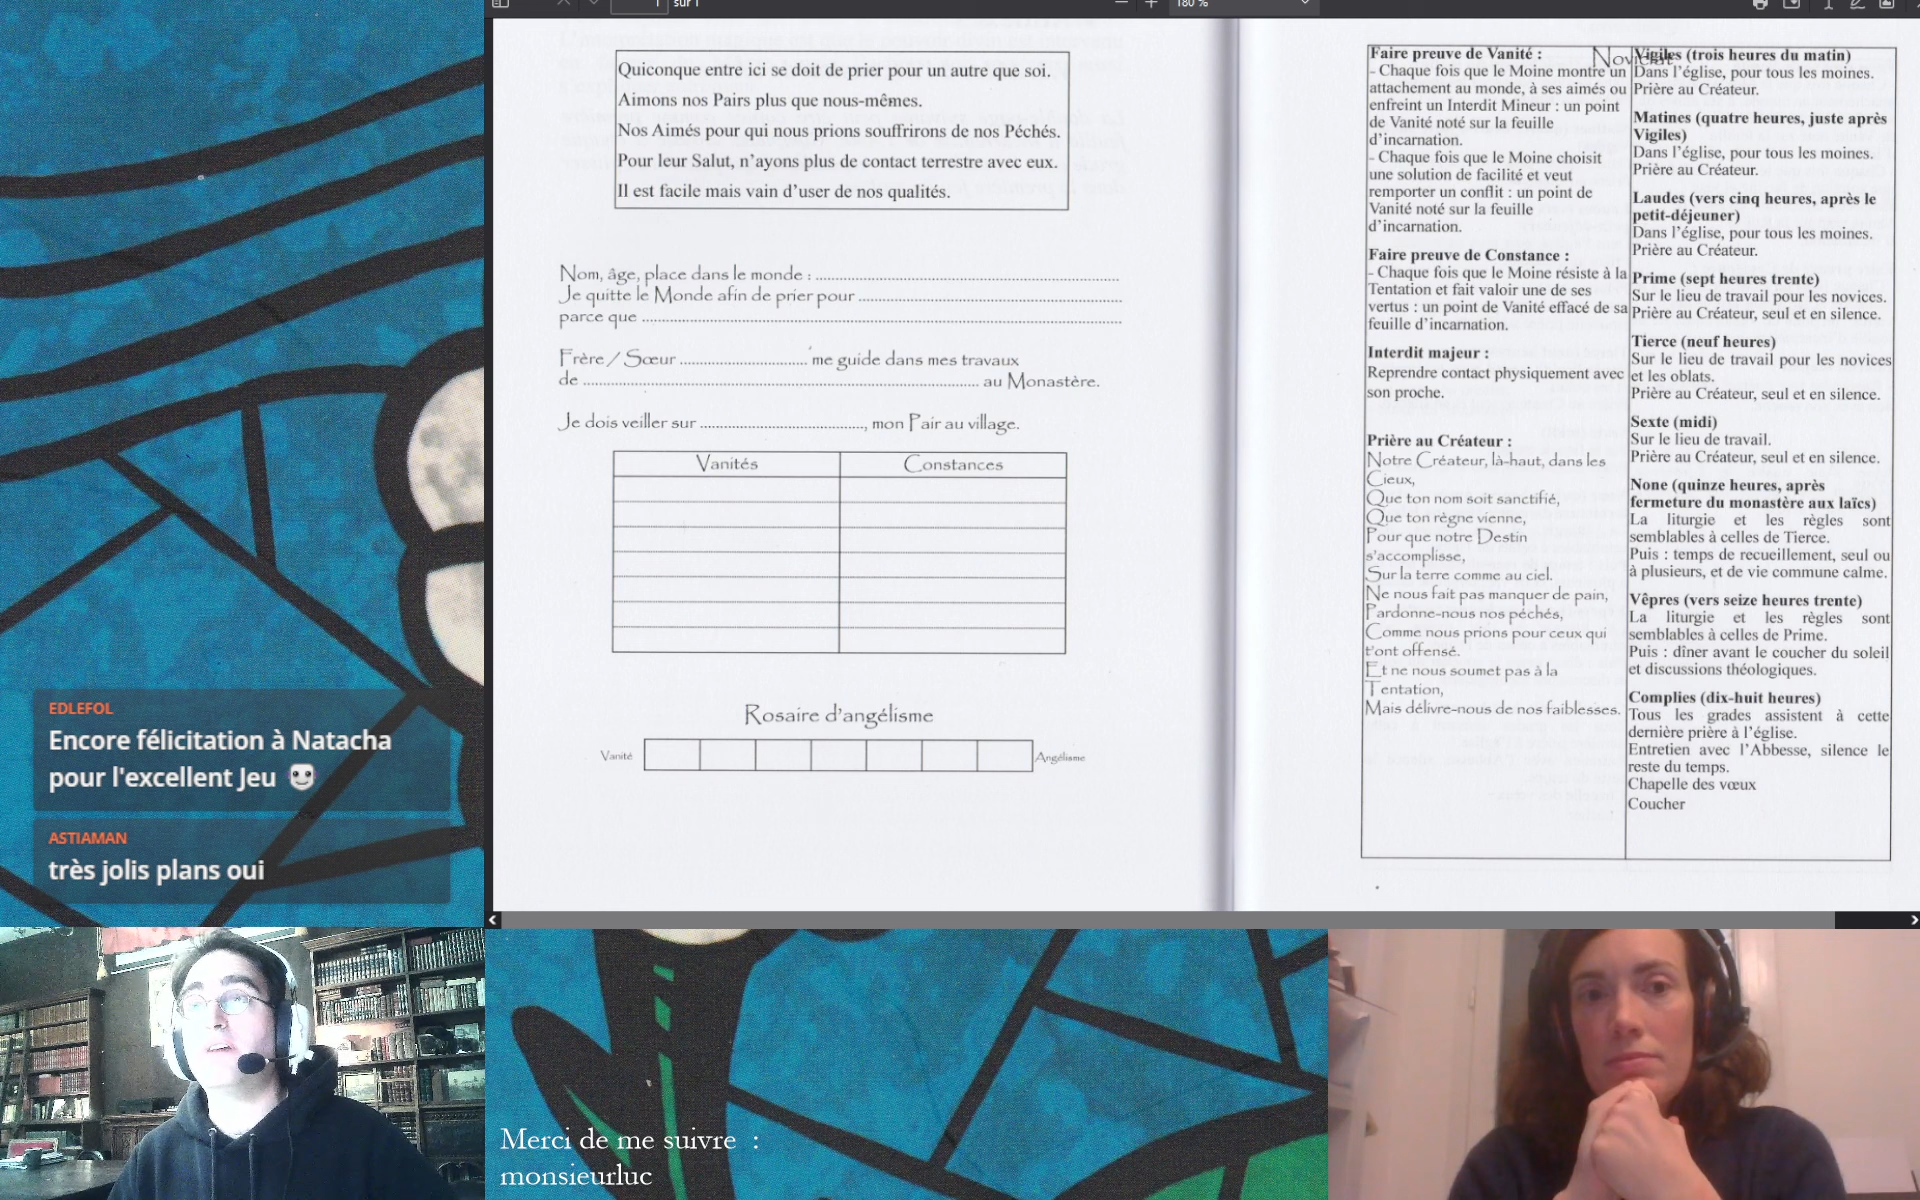 1 sur 1
180 %
Quiconque entre ici se doit de prier pour un autre que soi.
Aimons nos Pairs plus que nous-mêmes.
Nos Aimés pour qui nous prions souffrirons de nos Péchés.
Pour leur Salut, n'ayons plus de contact terrestre avec eux.
Il est facile mais vain d'user de nos qualités.
Nom, âge, place dans le monde :
Je quitte le Monde afin de prier pour
parce que
Frère / Sœur me guide dans mes travaux
de au Monastère.
Je dois veiller sur , mon Pair au village.
Vanités Constances
Rosaire d'angélisme
Vanité Angélisme
Faire preuve de Vanité :
- Chaque fois que le Moine montre un
attachement au monde, à ses aimés ou
enfreint un Interdit Mineur : un point
de Vanité noté sur la feuille
d'incarnation.
- Chaque fois que le Moine choisit
une solution de facilité et veut
remporter un conflit : un point de
Vanité noté sur la feuille
d'incarnation.
Faire preuve de Constance :
- Chaque fois que le Moine résiste à la
Tentation et fait valoir une de ses
vertus : un point de Vanité effacé de sa
feuille d'incarnation.
Interdit majeur :
Reprendre contact physiquement avec
son proche.
Prière au Créateur :
Notre Créateur, là-haut, dans les
Cieux,
Que ton nom soit sanctifié,
Que ton règne vienne,
Pour que notre Destin
s'accomplisse,
Sur la terre comme au ciel.
Ne nous fait pas manquer de pain,
Pardonne-nous nos péchés,
Comme nous prions pour ceux qui
t'ont offensé.
Et ne nous soumet pas à la
Tentation,
Mais délivre-nous de nos faiblesses.
Vigiles (trois heures du matin)
Dans l'église, pour tous les moines.
Prière au Créateur.
Matines (quatre heures, juste après
Vigiles)
Dans l'église, pour tous les moines.
Prière au Créateur.
Laudes (vers cinq heures, après le
petit-déjeuner)
Dans l'église, pour tous les moines.
Prière au Créateur.
Prime (sept heures trente)
Sur le lieu de travail pour les novices.
Prière au Créateur, seul et en silence.
Tierce (neuf heures)
Sur le lieu de travail pour les novices
et les oblats.
Prière au Créateur, seul et en silence.
Sexte (midi)
Sur le lieu de travail.
Prière au Créateur, seul et en silence.
None (quinze heures, après
fermeture du monastère aux laïcs)
La liturgie et les règles sont
semblables à celles de Tierce.
Puis : temps de recueillement, seul ou
à plusieurs, et de vie commune calme.
Vêpres (vers seize heures trente)
La liturgie et les règles sont
semblables à celles de Prime.
Puis : dîner avant le coucher du soleil
et discussions théologiques.
Complies (dix-huit heures)
Tous les grades assistent à cette
dernière prière à l'église.
Entretien avec l'Abbesse, silence le
reste du temps.
Chapelle des vœux
Coucher
EDLEFOL
Encore félicitation à Natacha
pour l'excellent Jeu
ASTIAMAN
très jolis plans oui
Merci de me suivre :
monsieurluc